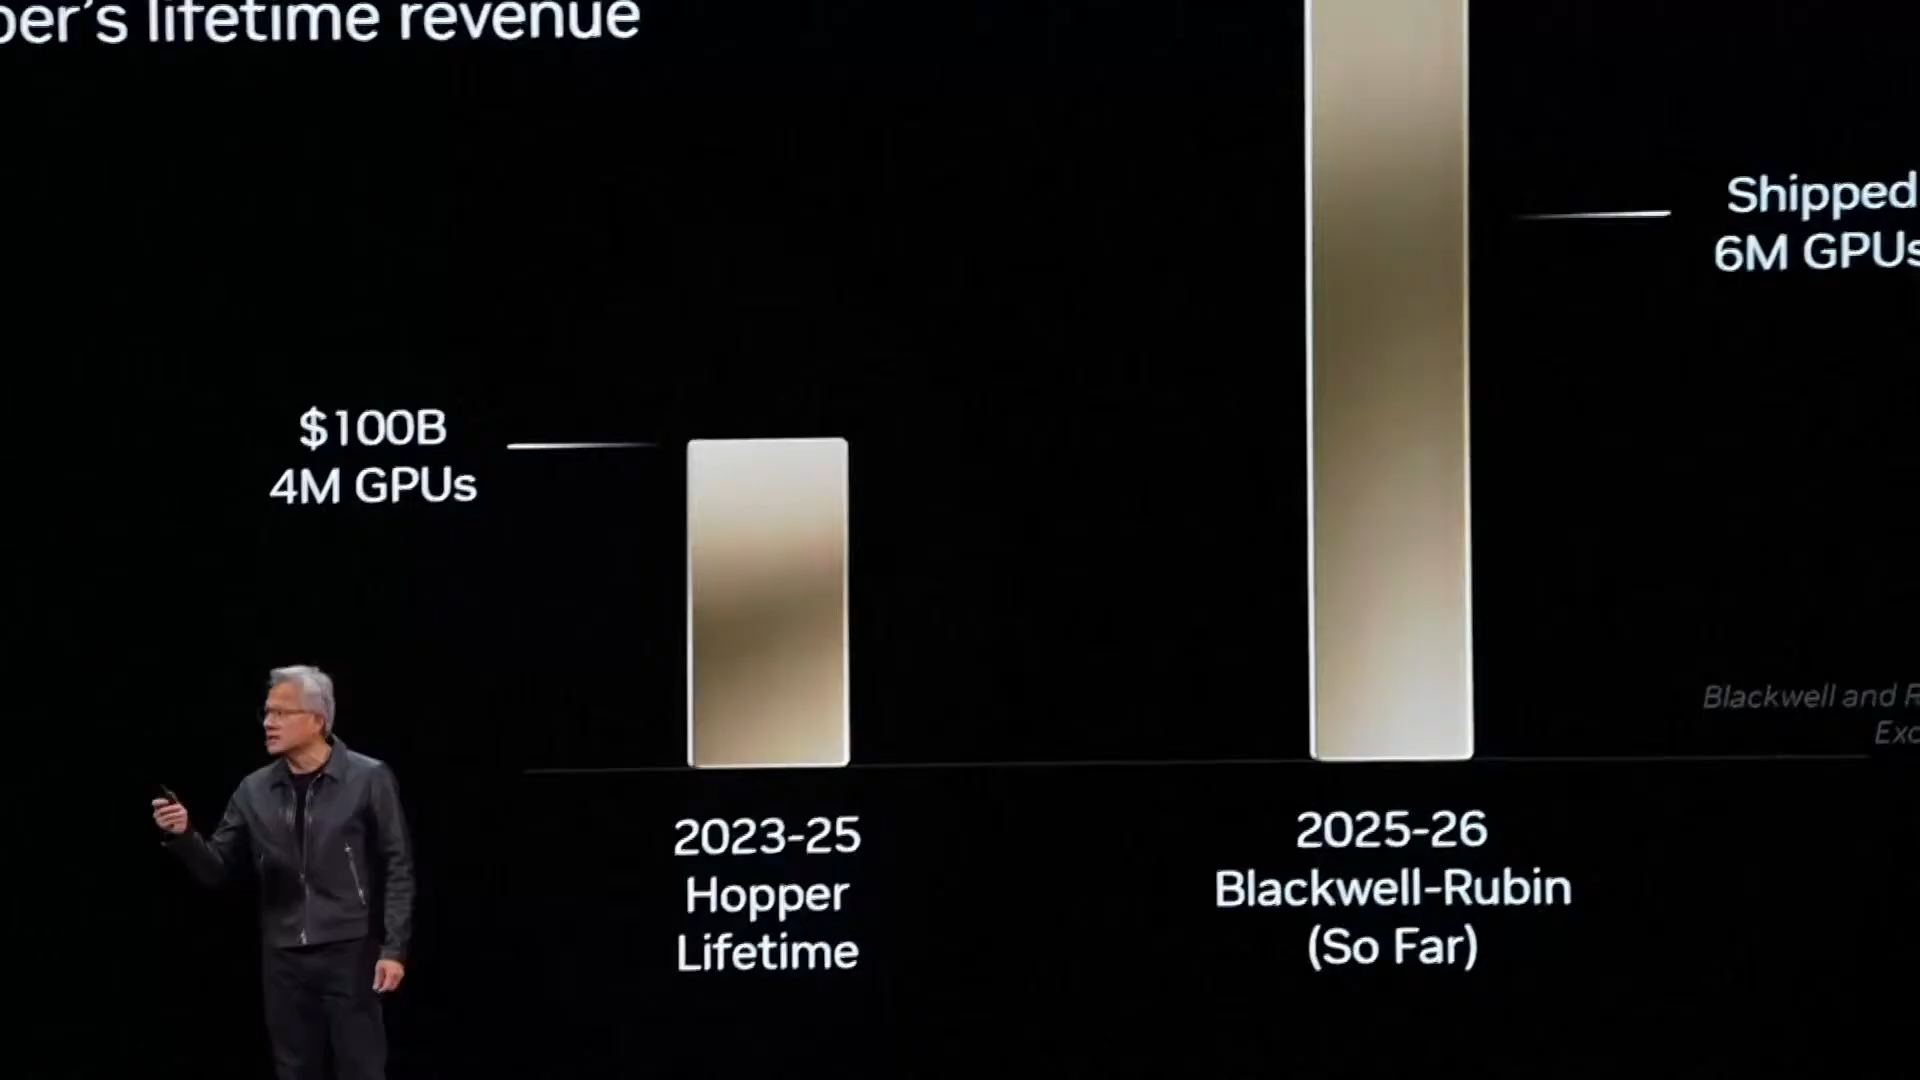 per's lifetime revenue
$100B
4M GPUs
Shipped
6M GPUs
2023-25
Hopper
Lifetime
2025-26
Blackwell-Rubin
(So Far)
Blackwell and